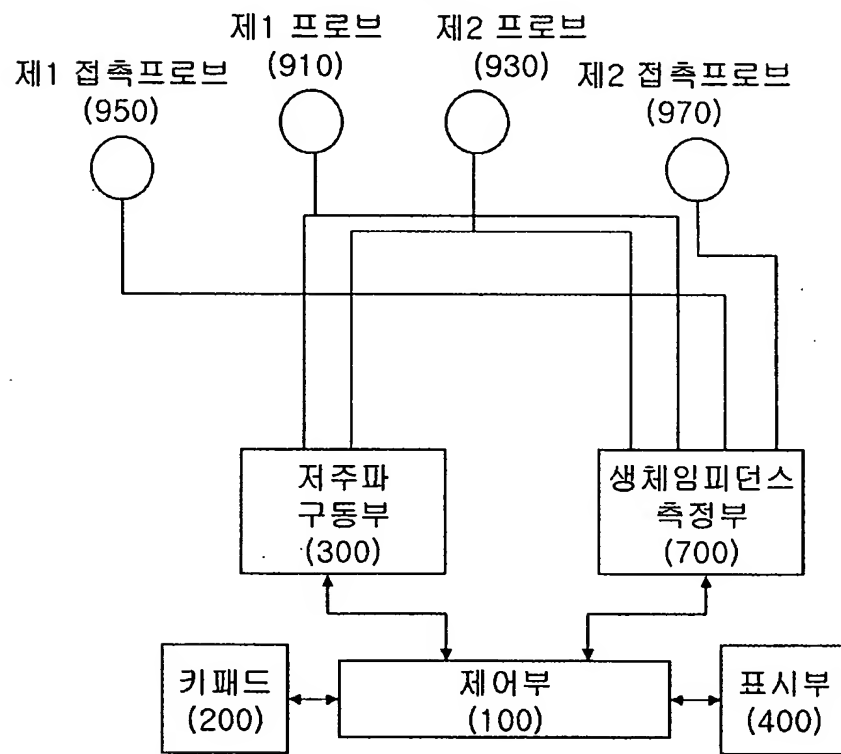 제1 프로브
(910)
제2 프로브
(930)
제1 접촉프로브
(950)
제2 접촉프로브
(970)
저주파
구동부
(300)
생체임피던스
측정부
(700)
키패드
(200)
제어부
(100)
표시부
(400)